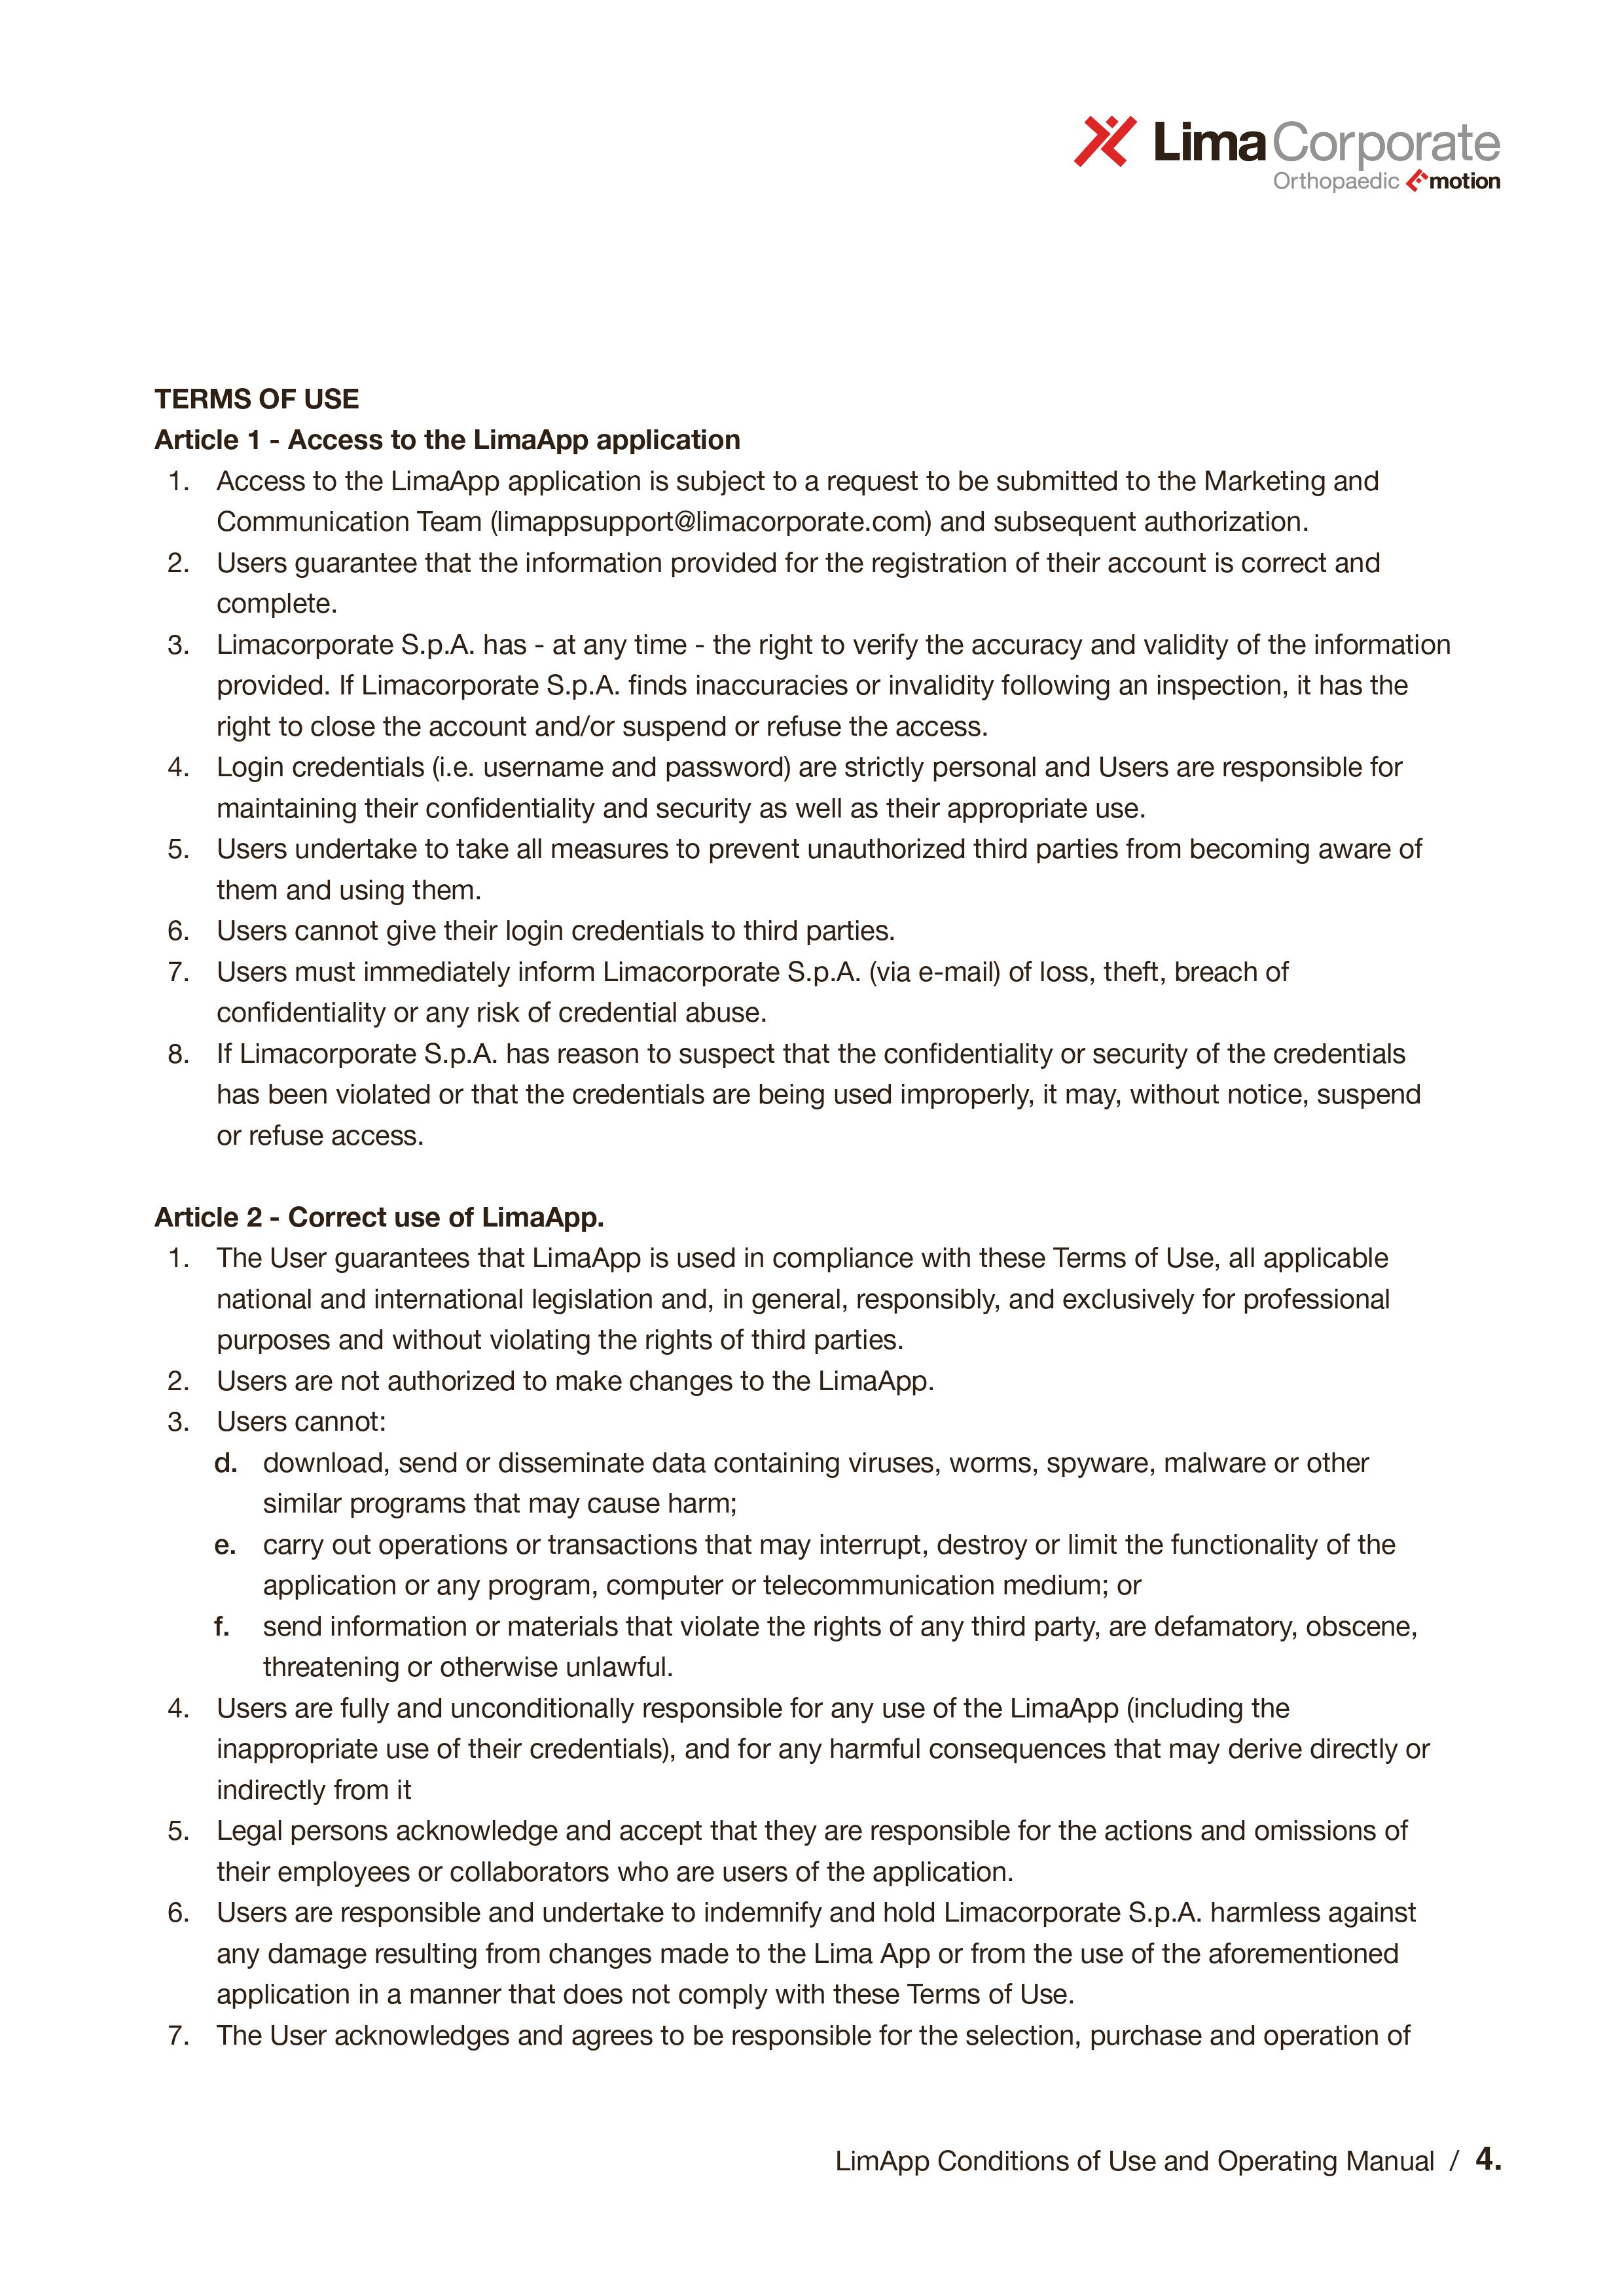 Lima Corporate
Orthopaedic Emotion
TERMS OF USE
Article 1 - Access to the LimaApp application
1. Access to the LimaApp application is subject to a request to be submitted to the Marketing and
Communication Team (limappsupport@limacorporate.com) and subsequent authorization.
2. Users guarantee that the information provided for the registration of their account is correct and
complete.
3. Limacorporate S.p.A. has - at any time - the right to verify the accuracy and validity of the information
provided. If Limacorporate S.p.A. finds inaccuracies or invalidity following an inspection, it has the
right to close the account and/or suspend or refuse the access.
4. Login credentials (i.e. username and password) are strictly personal and Users are responsible for
maintaining their confidentiality and security as well as their appropriate use.
5. Users undertake to take all measures to prevent unauthorized third parties from becoming aware of
them and using them.
6. Users cannot give their login credentials to third parties.
7. Users must immediately inform Limacorporate S.p.A. (via e-mail) of loss, theft, breach of
confidentiality or any risk of credential abuse.
8. If Limacorporate S.p.A. has reason to suspect that the confidentiality or security of the credentials
has been violated or that the credentials are being used improperly, it may, without notice, suspend
or refuse access.
Article 2 - Correct use of LimaApp.
1. The User guarantees that LimaApp is used in compliance with these Terms of Use, all applicable
national and international legislation and, in general, responsibly, and exclusively for professional
purposes and without violating the rights of third parties.
2. Users are not authorized to make changes to the LimaApp.
3. Users cannot:
d. download, send or disseminate data containing viruses, worms, spyware, malware or other
similar programs that may cause harm;
e. carry out operations or transactions that may interrupt, destroy or limit the functionality of the
application or any program, computer or telecommunication medium; or
f. send information or materials that violate the rights of any third party, are defamatory, obscene,
threatening or otherwise unlawful.
4. Users are fully and unconditionally responsible for any use of the LimaApp (including the
inappropriate use of their credentials), and for any harmful consequences that may derive directly or
indirectly from it
5. Legal persons acknowledge and accept that they are responsible for the actions and omissions of
their employees or collaborators who are users of the application.
6. Users are responsible and undertake to indemnify and hold Limacorporate S.p.A. harmless against
any damage resulting from changes made to the Lima App or from the use of the aforementioned
application in a manner that does not comply with these Terms of Use.
7. The User acknowledges and agrees to be responsible for the selection, purchase and operation of
LimApp Conditions of Use and Operating Manual / 4.